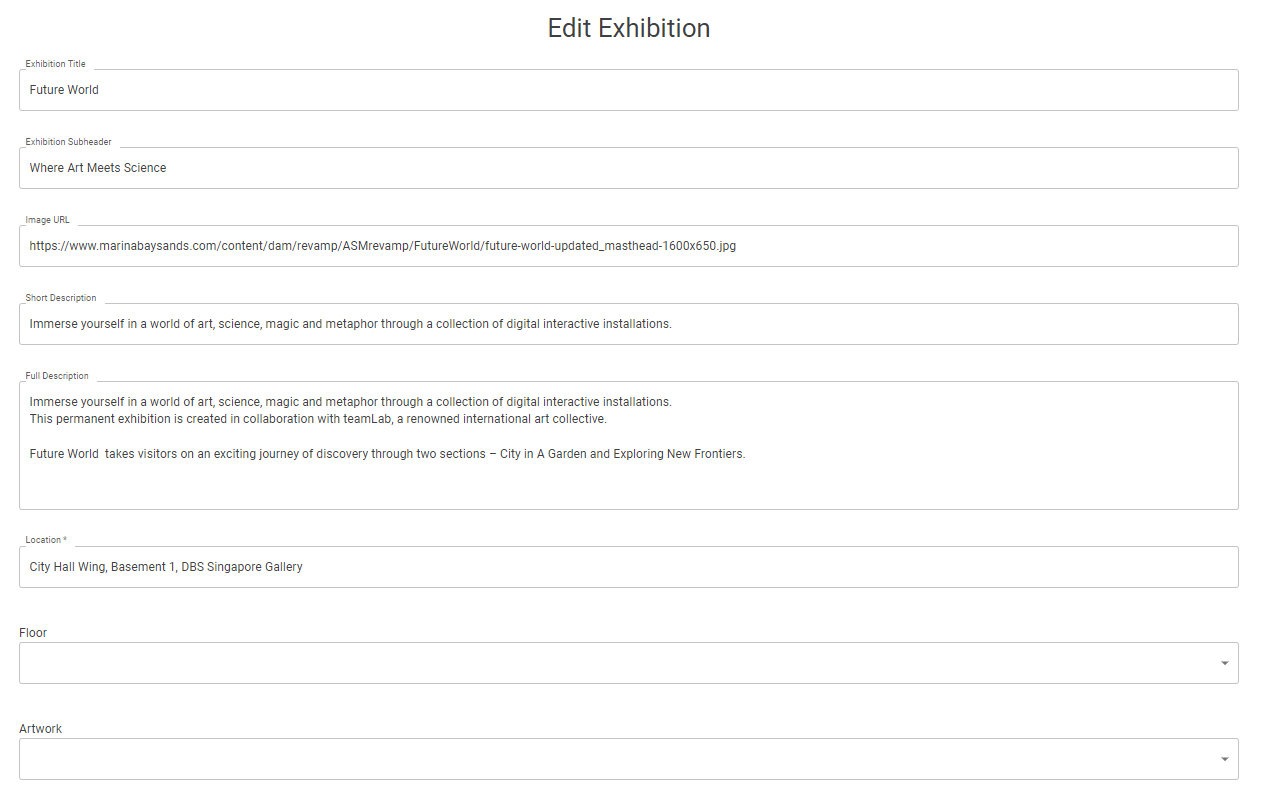 Edit Exhibition
Exhibition Title
Future World
Exhibition Subheader
Where Art Meets Science
Image URL
https://www.marinabaysands.com/content/dam/revamp/ASMrevamp/FutureWorld/future-world-updated_masthead-1600x650.jpg
Short Description
Immerse yourself in a world of art, science, magic and metaphor through a collection of digital interactive installations.
Full Description
Immerse yourself in a world of art, science, magic and metaphor through a collection of digital interactive installations.
This permanent exhibition is created in collaboration with teamLab, a renowned international art collective.
Future World  takes visitors on an exciting journey of discovery through two sections – City in A Garden and Exploring New Frontiers.
Location *
City Hall Wing, Basement 1, DBS Singapore Gallery
Floor
Artwork